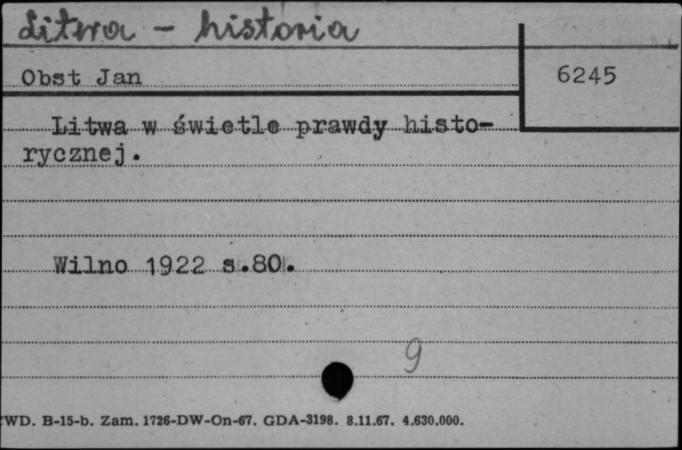 Litwa - historia
Obst Jan
6245
Litwa w świetle prawdy histo-
rycznej.
Wilno 1922 s.80.
9
WD. B-15-b. Zam. 1726-DW-On-67. GDA-3198. 8.11.67. 4.630.000.